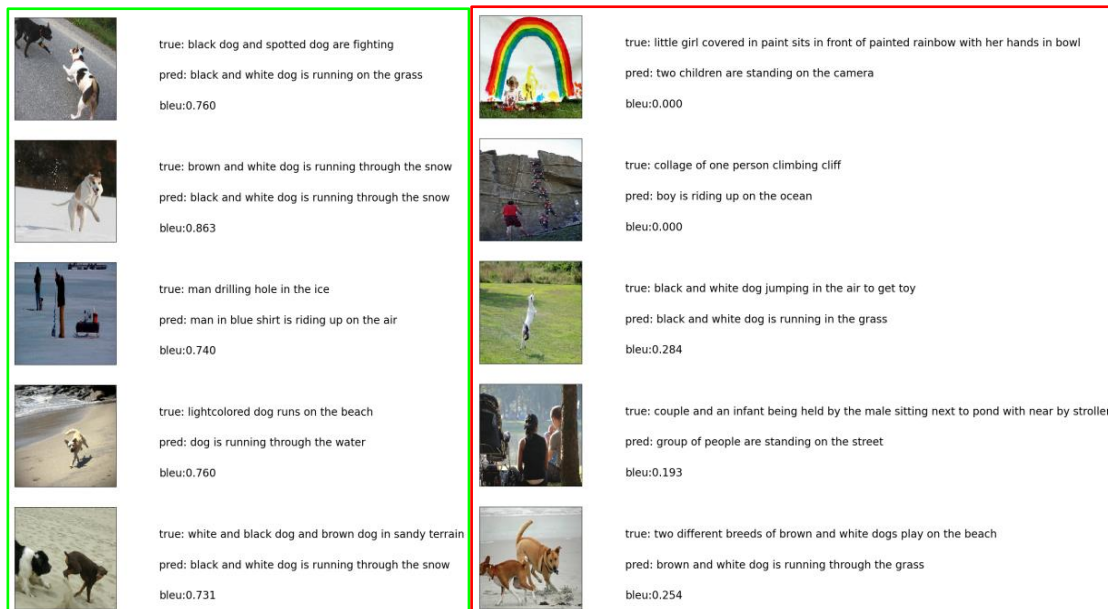 true: black dog and spotted dog are fighting
pred: black and white dog is running on the grass
bleu:0.760
true: brown and white dog is running through the snow
pred: black and white dog is running through the snow
bleu:0.863
true: man drilling hole in the ice
pred: man in blue shirt is riding up on the air
bleu:0.740
true: lightcolored dog runs on the beach
pred: dog is running through the water
bleu:0.760
true: white and black dog and brown dog in sandy terrain
pred: black and white dog is running through the snow
bleu:0.731
true: little girl covered in paint sits in front of painted rainbow with her hands in bowl
pred: two children are standing on the camera
bleu:0.000
true: collage of one person climbing cliff
pred: boy is riding up on the ocean
bleu:0.000
true: black and white dog jumping in the air to get toy
pred: black and white dog is running in the grass
bleu:0.284
true: couple and an infant being held by the male sitting next to pond with near by stroller
pred: group of people are standing on the street
bleu:0.193
true: two different breeds of brown and white dogs play on the beach
pred: brown and white dog is running through the grass
bleu:0.254